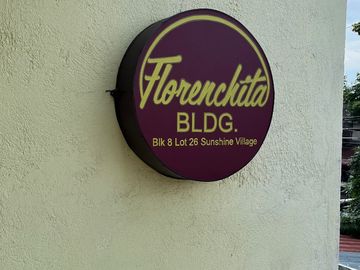 Florenchita
BLDG.
Blk 8 Lot 26 Sunshine Village